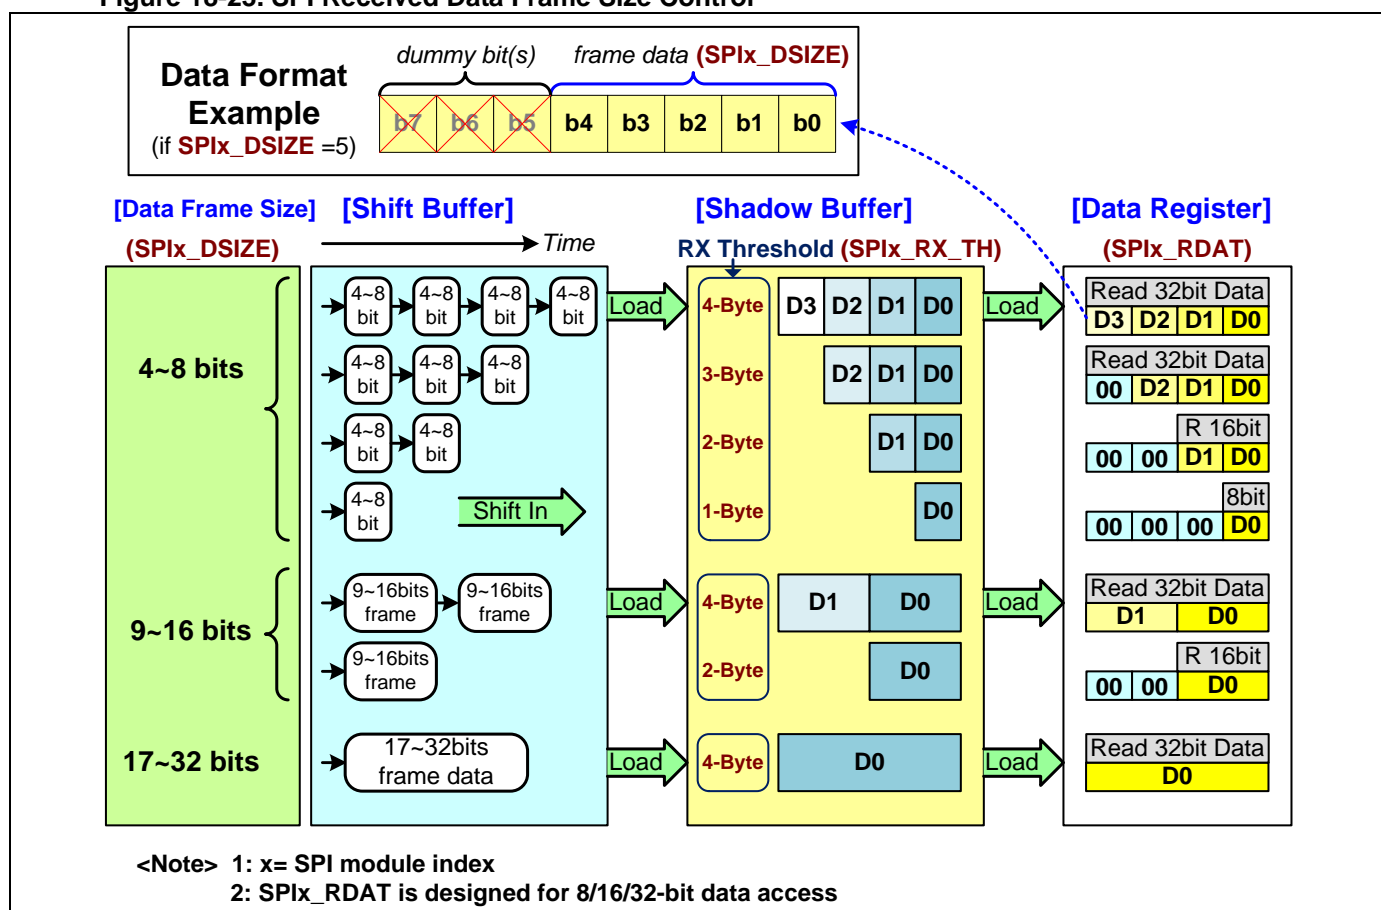 Figure 18-23. SPI Received Data Frame Size Control
Data Format
Example
(if SPIx_DSIZE =5)
dummy bit(s)
frame data (SPIx_DSIZE)
b7 b6 b5 b4 b3 b2 b1 b0
[Data Frame Size] [Shift Buffer] [Shadow Buffer] [Data Register]
(SPIx_DSIZE) Time RX Threshold (SPIx_RX_TH) (SPIx_RDAT)
4~8 bits
4~8
bit
4~8
bit
4~8
bit
4~8
bit
Load
4-Byte
D3 D2 D1 D0
Load
Read 32bit Data
D3 D2 D1 D0
4~8
bit
4~8
bit
4~8
bit
3-Byte
D2 D1 D0
Read 32bit Data
00 D2 D1 D0
4~8
bit
4~8
bit
2-Byte
D1 D0
R 16bit
00 00 D1 D0
4~8
bit
Shift In
1-Byte
D0
8bit
00 00 00 D0
9~16 bits
9~16bits
frame
9~16bits
frame
Load
4-Byte
D1 D0
Load
Read 32bit Data
D1 D0
9~16bits
frame
2-Byte
D0
R 16bit
00 00 D0
17~32 bits
17~32bits
frame data
Load
4-Byte
D0
Load
Read 32bit Data
D0
<Note> 1: x= SPI module index
2: SPIx_RDAT is designed for 8/16/32-bit data access